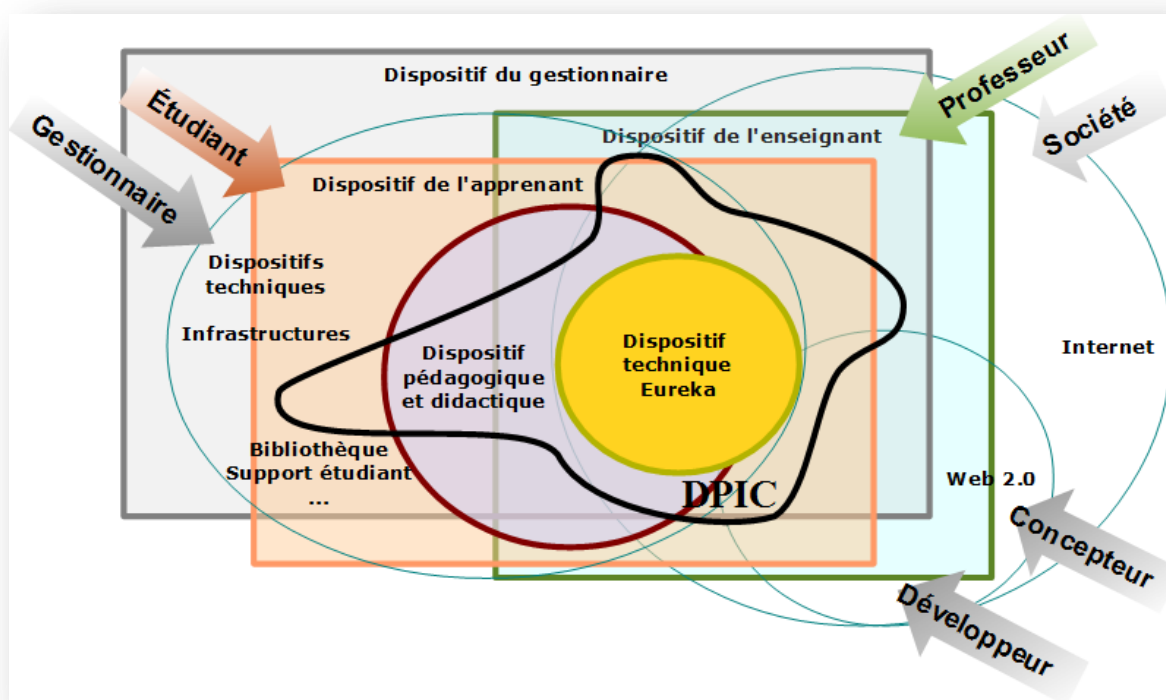 Dispositif du gestionnaire
Professeur
Société
Étudiant
Gestionnaire
Dispositif de l'enseignant
Dispositif de l'apprenant
Dispositifs
techniques
Infrastructures
Dispositif
pédagogique
et didactique
Dispositif
technique
Eureka
Internet
Bibliothèque
Support étudiant
...
DPIC
Web 2.0
Concepteur
Développeur